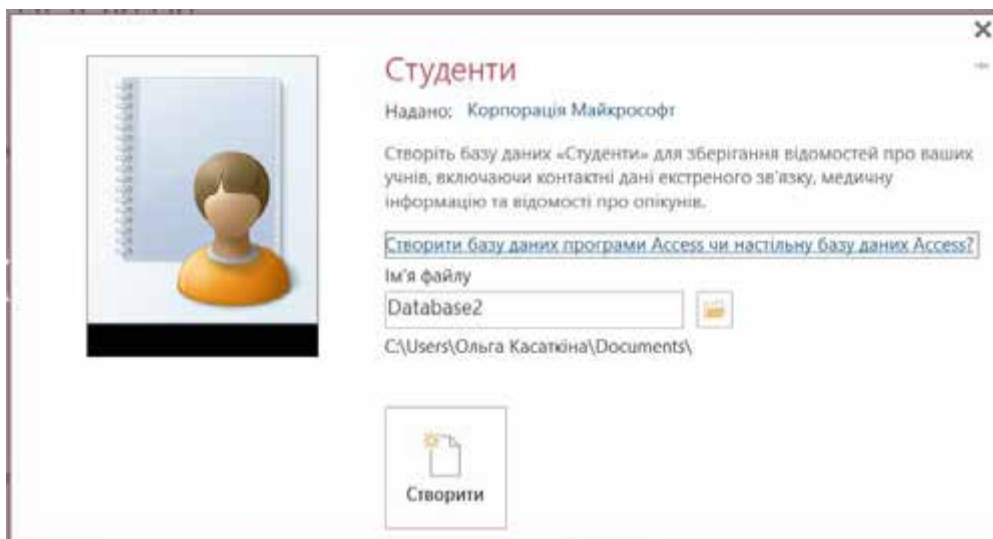 Студенти
Надано: Корпорація Майкрософт
Створіть базу даних «Студенти» для зберігання відомостей про ваших
учнів, включаючи контактні дані екстреного зв'язку, медичну
інформацію та відомості про опікунів.
Створити базу даних програми Access чи настільну базу даних Access?
Ім'я файлу
Database2
C:\Users\Ольга Касаткіна\Documents\
Створити